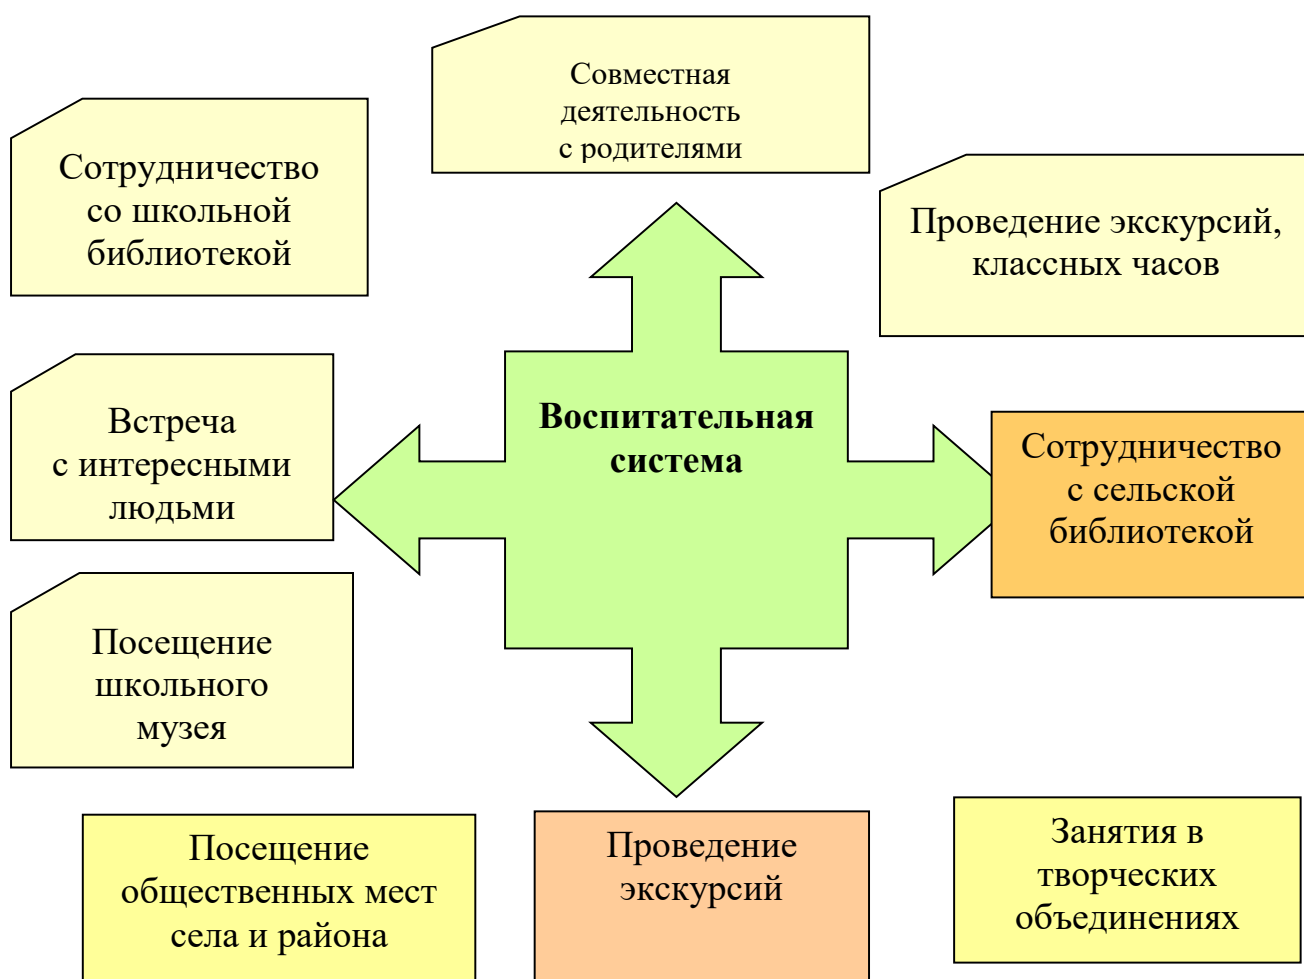 Совместная
деятельность
с родителями
Сотрудничество
со школьной
библиотекой
Проведение экскурсий,
классных часов
Встреча
с интересными
людьми
Воспитательная
система
Сотрудничество
с сельской
библиотекой
Посещение
школьного
музея
Посещение
общественных мест
села и района
Проведение
экскурсий
Занятия в
творческих
объединениях